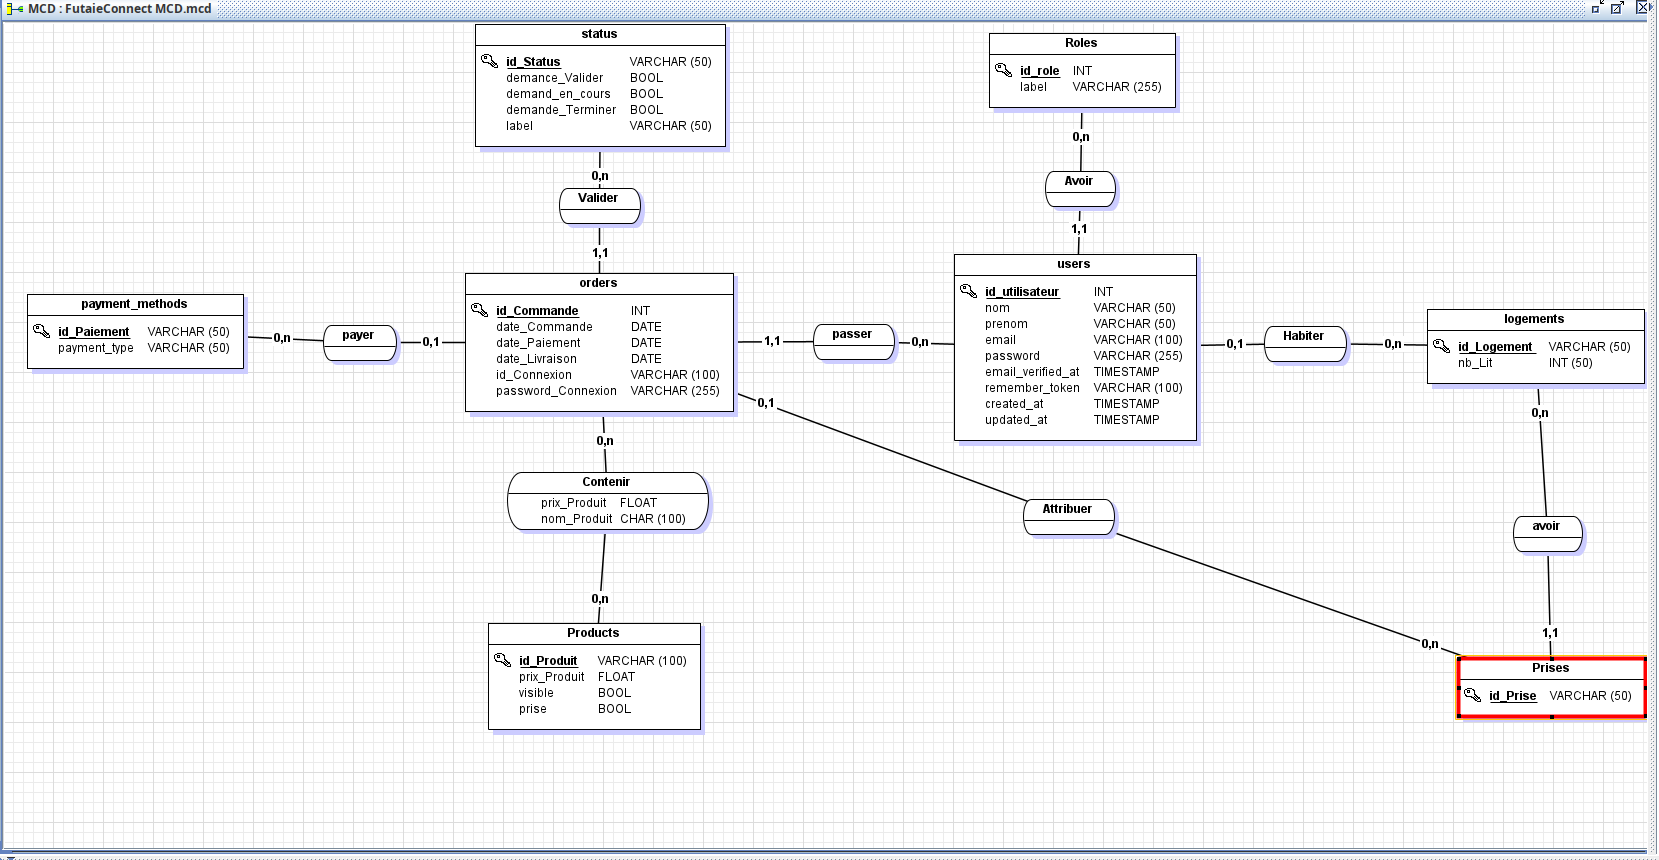 MCD : FutaieConnect MCD.mcd
status
id_Status VARCHAR (50)
demance_Valider BOOL
demand_en_cours BOOL
demande_Terminer BOOL
label VARCHAR (50)
Roles
id_role INT
label VARCHAR (255)
0,n
Valider
1,1
0,n
Avoir
1,1
payment_methods
id_Paiement VARCHAR (50)
payment_type VARCHAR (50)
0,n
payer
0,1
orders
id_Commande INT
date_Commande DATE
date_Paiement DATE
date_Livraison DATE
id_Connexion VARCHAR (100)
password_Connexion VARCHAR (255)
1,1
passer
0,n
users
id_utilisateur INT
nom VARCHAR (50)
prenom VARCHAR (50)
email VARCHAR (100)
password VARCHAR (255)
email_verified_at TIMESTAMP
remember_token VARCHAR (100)
created_at TIMESTAMP
updated_at TIMESTAMP
0,1
Habiter
0,n
logements
id_Logement VARCHAR (50)
nb_Lit INT (50)
0,1
Attribuer
0,n
0,n
avoir
1,1
0,n
Contenir
prix_Produit FLOAT
nom_Produit CHAR (100)
0,n
Products
id_Produit VARCHAR (100)
prix_Produit FLOAT
visible BOOL
prise BOOL
Prises
id_Prise VARCHAR (50)